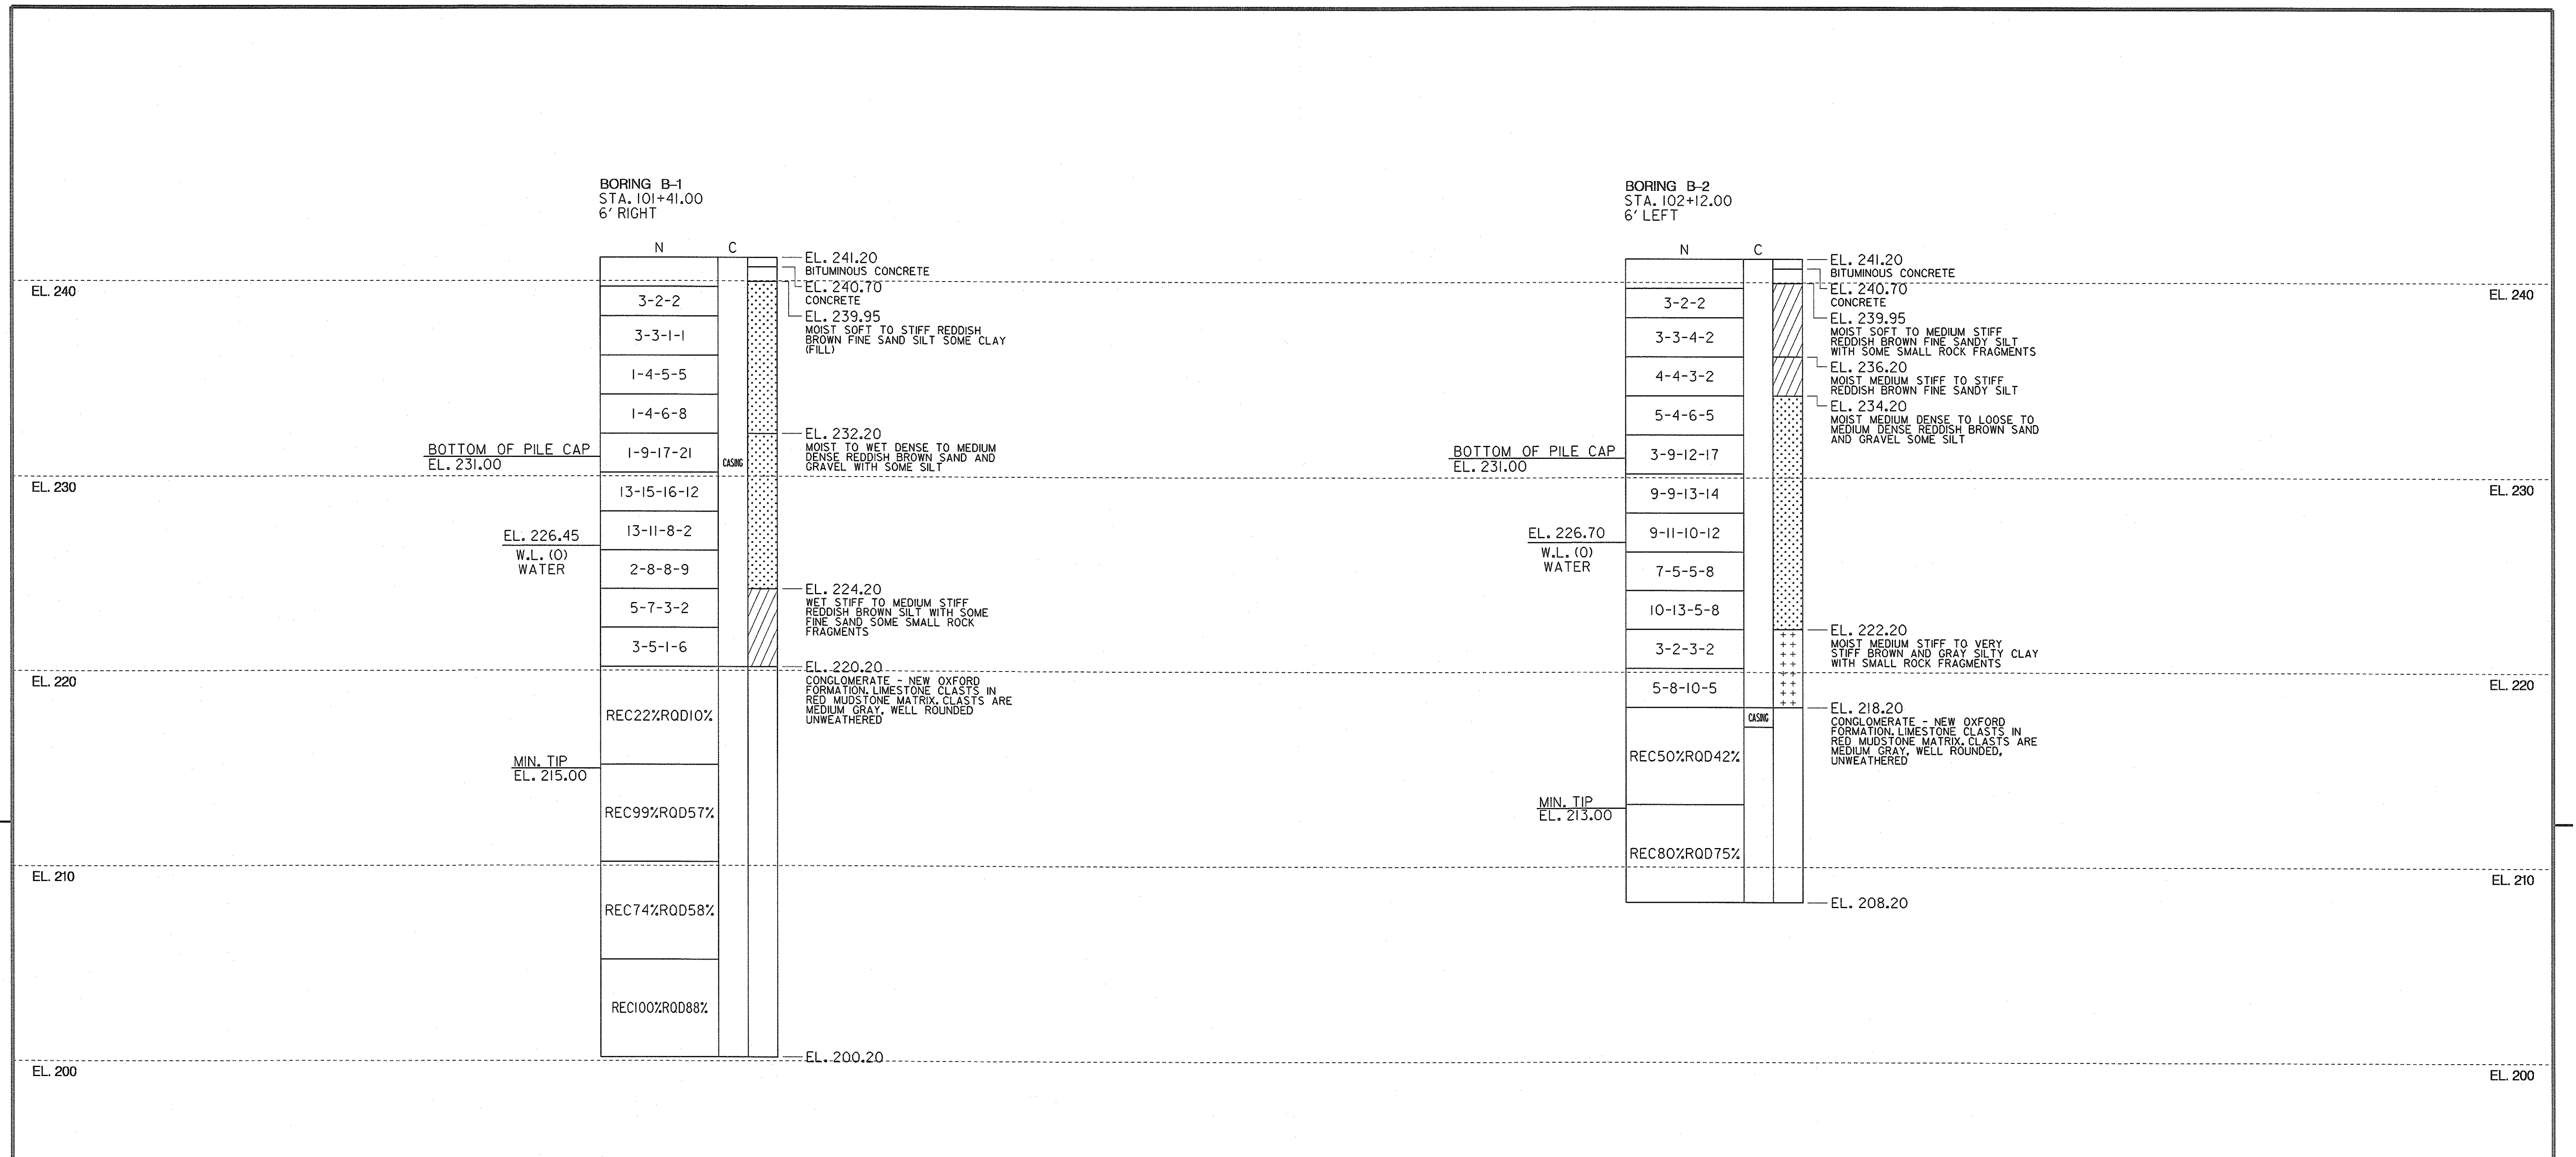 BORING B-1
STA. 101+41.00
6' RIGHT
N C
EL. 241.20
BITUMINOUS CONCRETE
EL. 240.70
CONCRETE
EL. 239.95
MOIST SOFT TO STIFF REDDISH
BROWN FINE SAND SILT SOME CLAY
(FILL)
EL. 232.20
MOIST TO WET DENSE TO MEDIUM
DENSE REDDISH BROWN SAND AND
GRAVEL WITH SOME SILT
EL. 224.20
WET STIFF TO MEDIUM STIFF
REDDISH BROWN SILT WITH SOME
FINE SAND SOME SMALL ROCK
FRAGMENTS
EL. 220.20
CONGLOMERATE - NEW OXFORD
FORMATION. LIMESTONE CLASTS IN
RED MUDSTONE MATRIX. CLASTS ARE
MEDIUM GRAY, WELL ROUNDED
UNWEATHERED
EL. 200.20
3-2-2
3-3-1-1
1-4-5-5
1-4-6-8
1-9-17-21
13-15-16-12
13-11-8-2
2-8-8-9
5-7-3-2
3-5-1-6
REC22%RQD10%
REC99%RQD57%
REC74%RQD58%
REC100%RQD88%
CASING
BOTTOM OF PILE CAP
EL. 231.00
EL. 226.45
W.L. (0)
WATER
MIN. TIP
EL. 215.00
EL. 240
EL. 230
EL. 220
EL. 210
EL. 200
BORING B-2
STA. 102+12.00
6' LEFT
N C
EL. 241.20
BITUMINOUS CONCRETE
EL. 240.70
CONCRETE
EL. 239.95
MOIST SOFT TO MEDIUM STIFF
REDDISH BROWN FINE SANDY SILT
WITH SOME SMALL ROCK FRAGMENTS
EL. 236.20
MOIST MEDIUM STIFF TO STIFF
REDDISH BROWN FINE SANDY SILT
EL. 234.20
MOIST MEDIUM DENSE TO LOOSE TO
MEDIUM DENSE REDDISH BROWN SAND
AND GRAVEL SOME SILT
EL. 222.20
MOIST MEDIUM STIFF TO VERY
STIFF BROWN AND GRAY SILTY CLAY
WITH SMALL ROCK FRAGMENTS
EL. 218.20
CONGLOMERATE - NEW OXFORD
FORMATION. LIMESTONE CLASTS IN
RED MUDSTONE MATRIX. CLASTS ARE
MEDIUM GRAY, WELL ROUNDED,
UNWEATHERED
EL. 208.20
3-2-2
3-3-4-2
4-4-3-2
5-4-6-5
3-9-12-17
9-9-13-14
9-11-10-12
7-5-5-8
10-13-5-8
3-2-3-2
5-8-10-5
REC50%RQD42%
REC80%RQD75%
CASING
BOTTOM OF PILE CAP
EL. 231.00
EL. 226.70
W.L. (0)
WATER
MIN. TIP
EL. 213.00
EL. 240
EL. 230
EL. 220
EL. 210
EL. 200